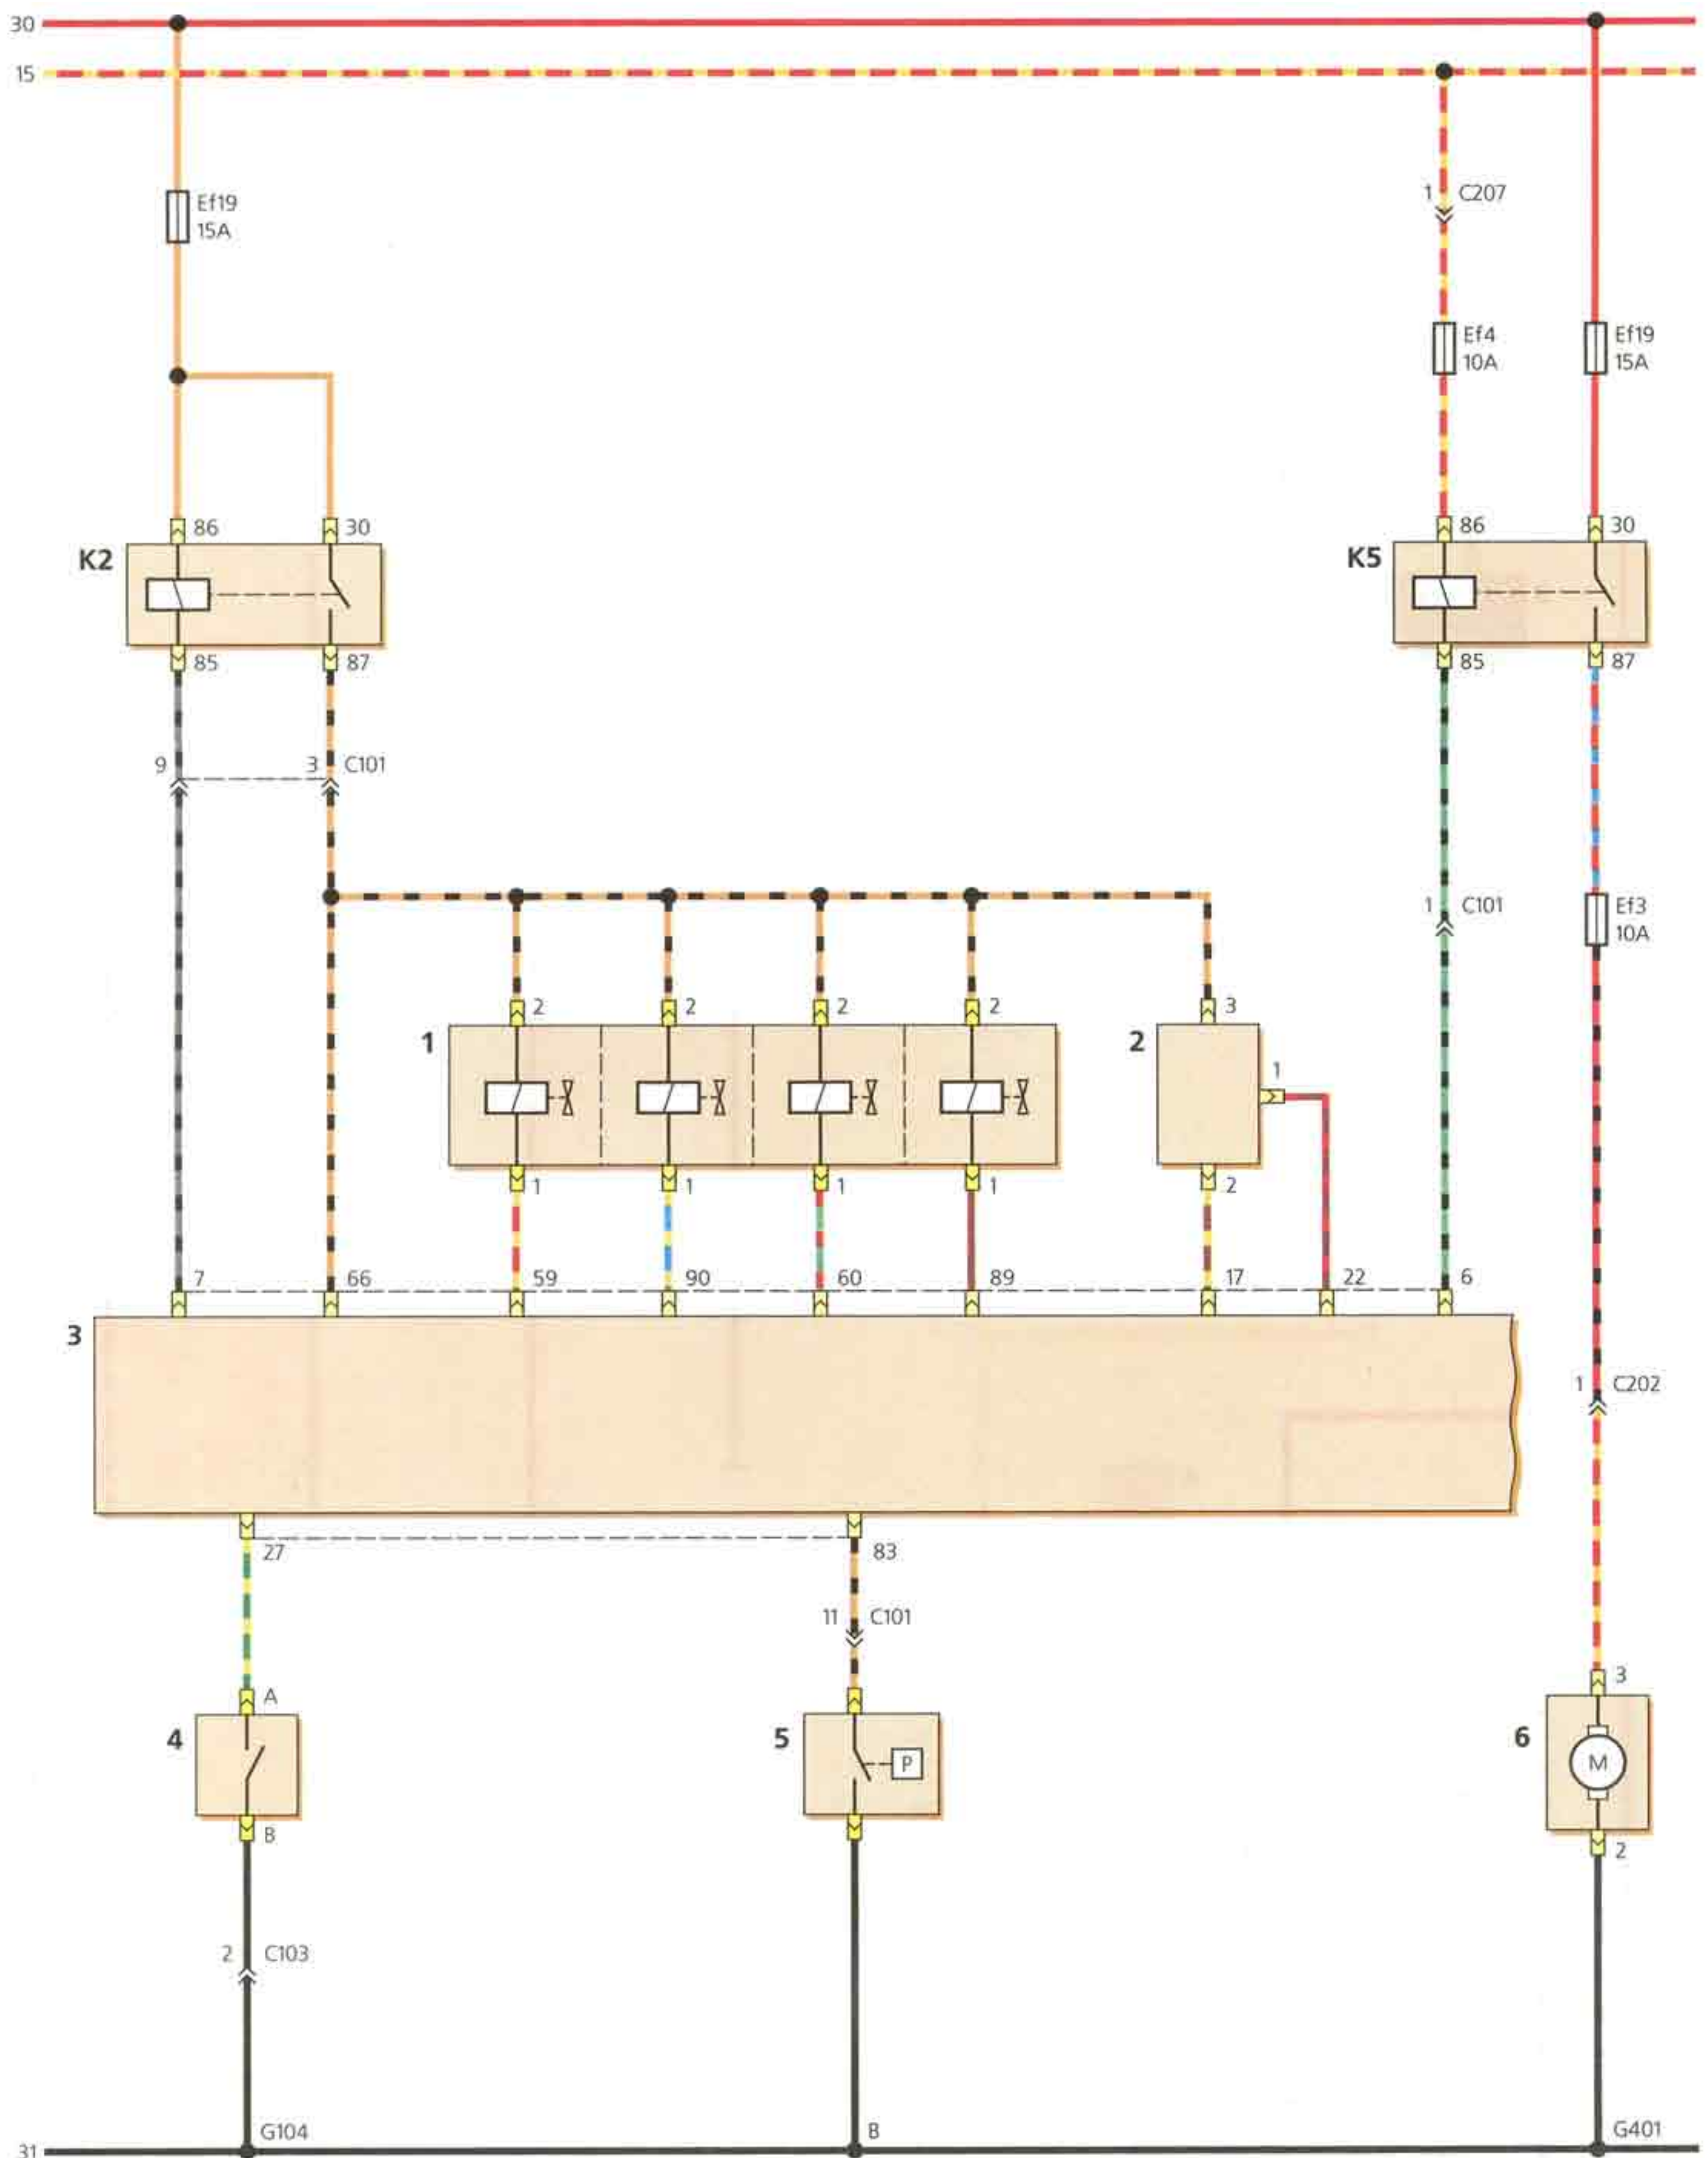 30
15
1 C207
Ef19
15A
Ef4
10A
Ef19
15A
86 30
K2
86 30
K5
85 87
85 87
9 3 C101
1 C101
Ef3
10A
2 2 2 2 3
1
2
1
1 1 1 1 2
7 66 59 90 60 89 17 22 6
3
1 C202
27 83
11 C101
3
A
4
5
P
6
M
B
2
2 C103
G104 B G401
31